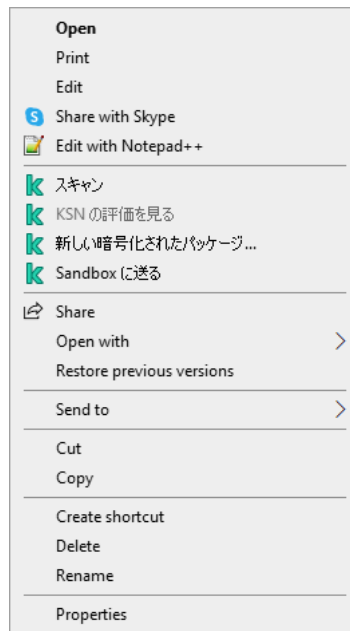 Open
Print
Edit
Share with Skype
Edit with Notepad++
スキャン
KSN の評価を見る
新しい暗号化されたパッケージ...
Sandbox に送る
Share
Open with
Restore previous versions
Send to
Cut
Copy
Create shortcut
Delete
Rename
Properties